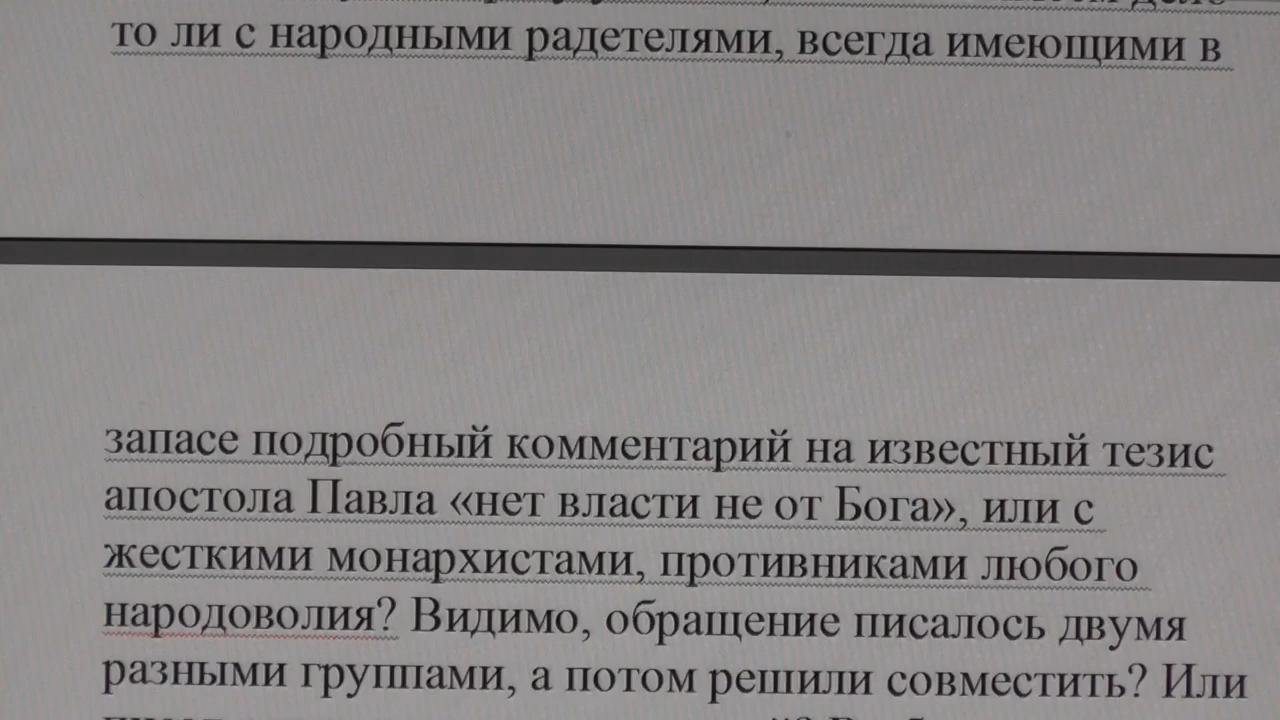 то ли с народными радетелями, всегда имеющими в
запасе подробный комментарий на известный тезис
апостола Павла «нет власти не от Бога», или с
жесткими монархистами, противниками любого
народоволия? Видимо, обращение писалось двумя
разными группами, а потом решили совместить? Или